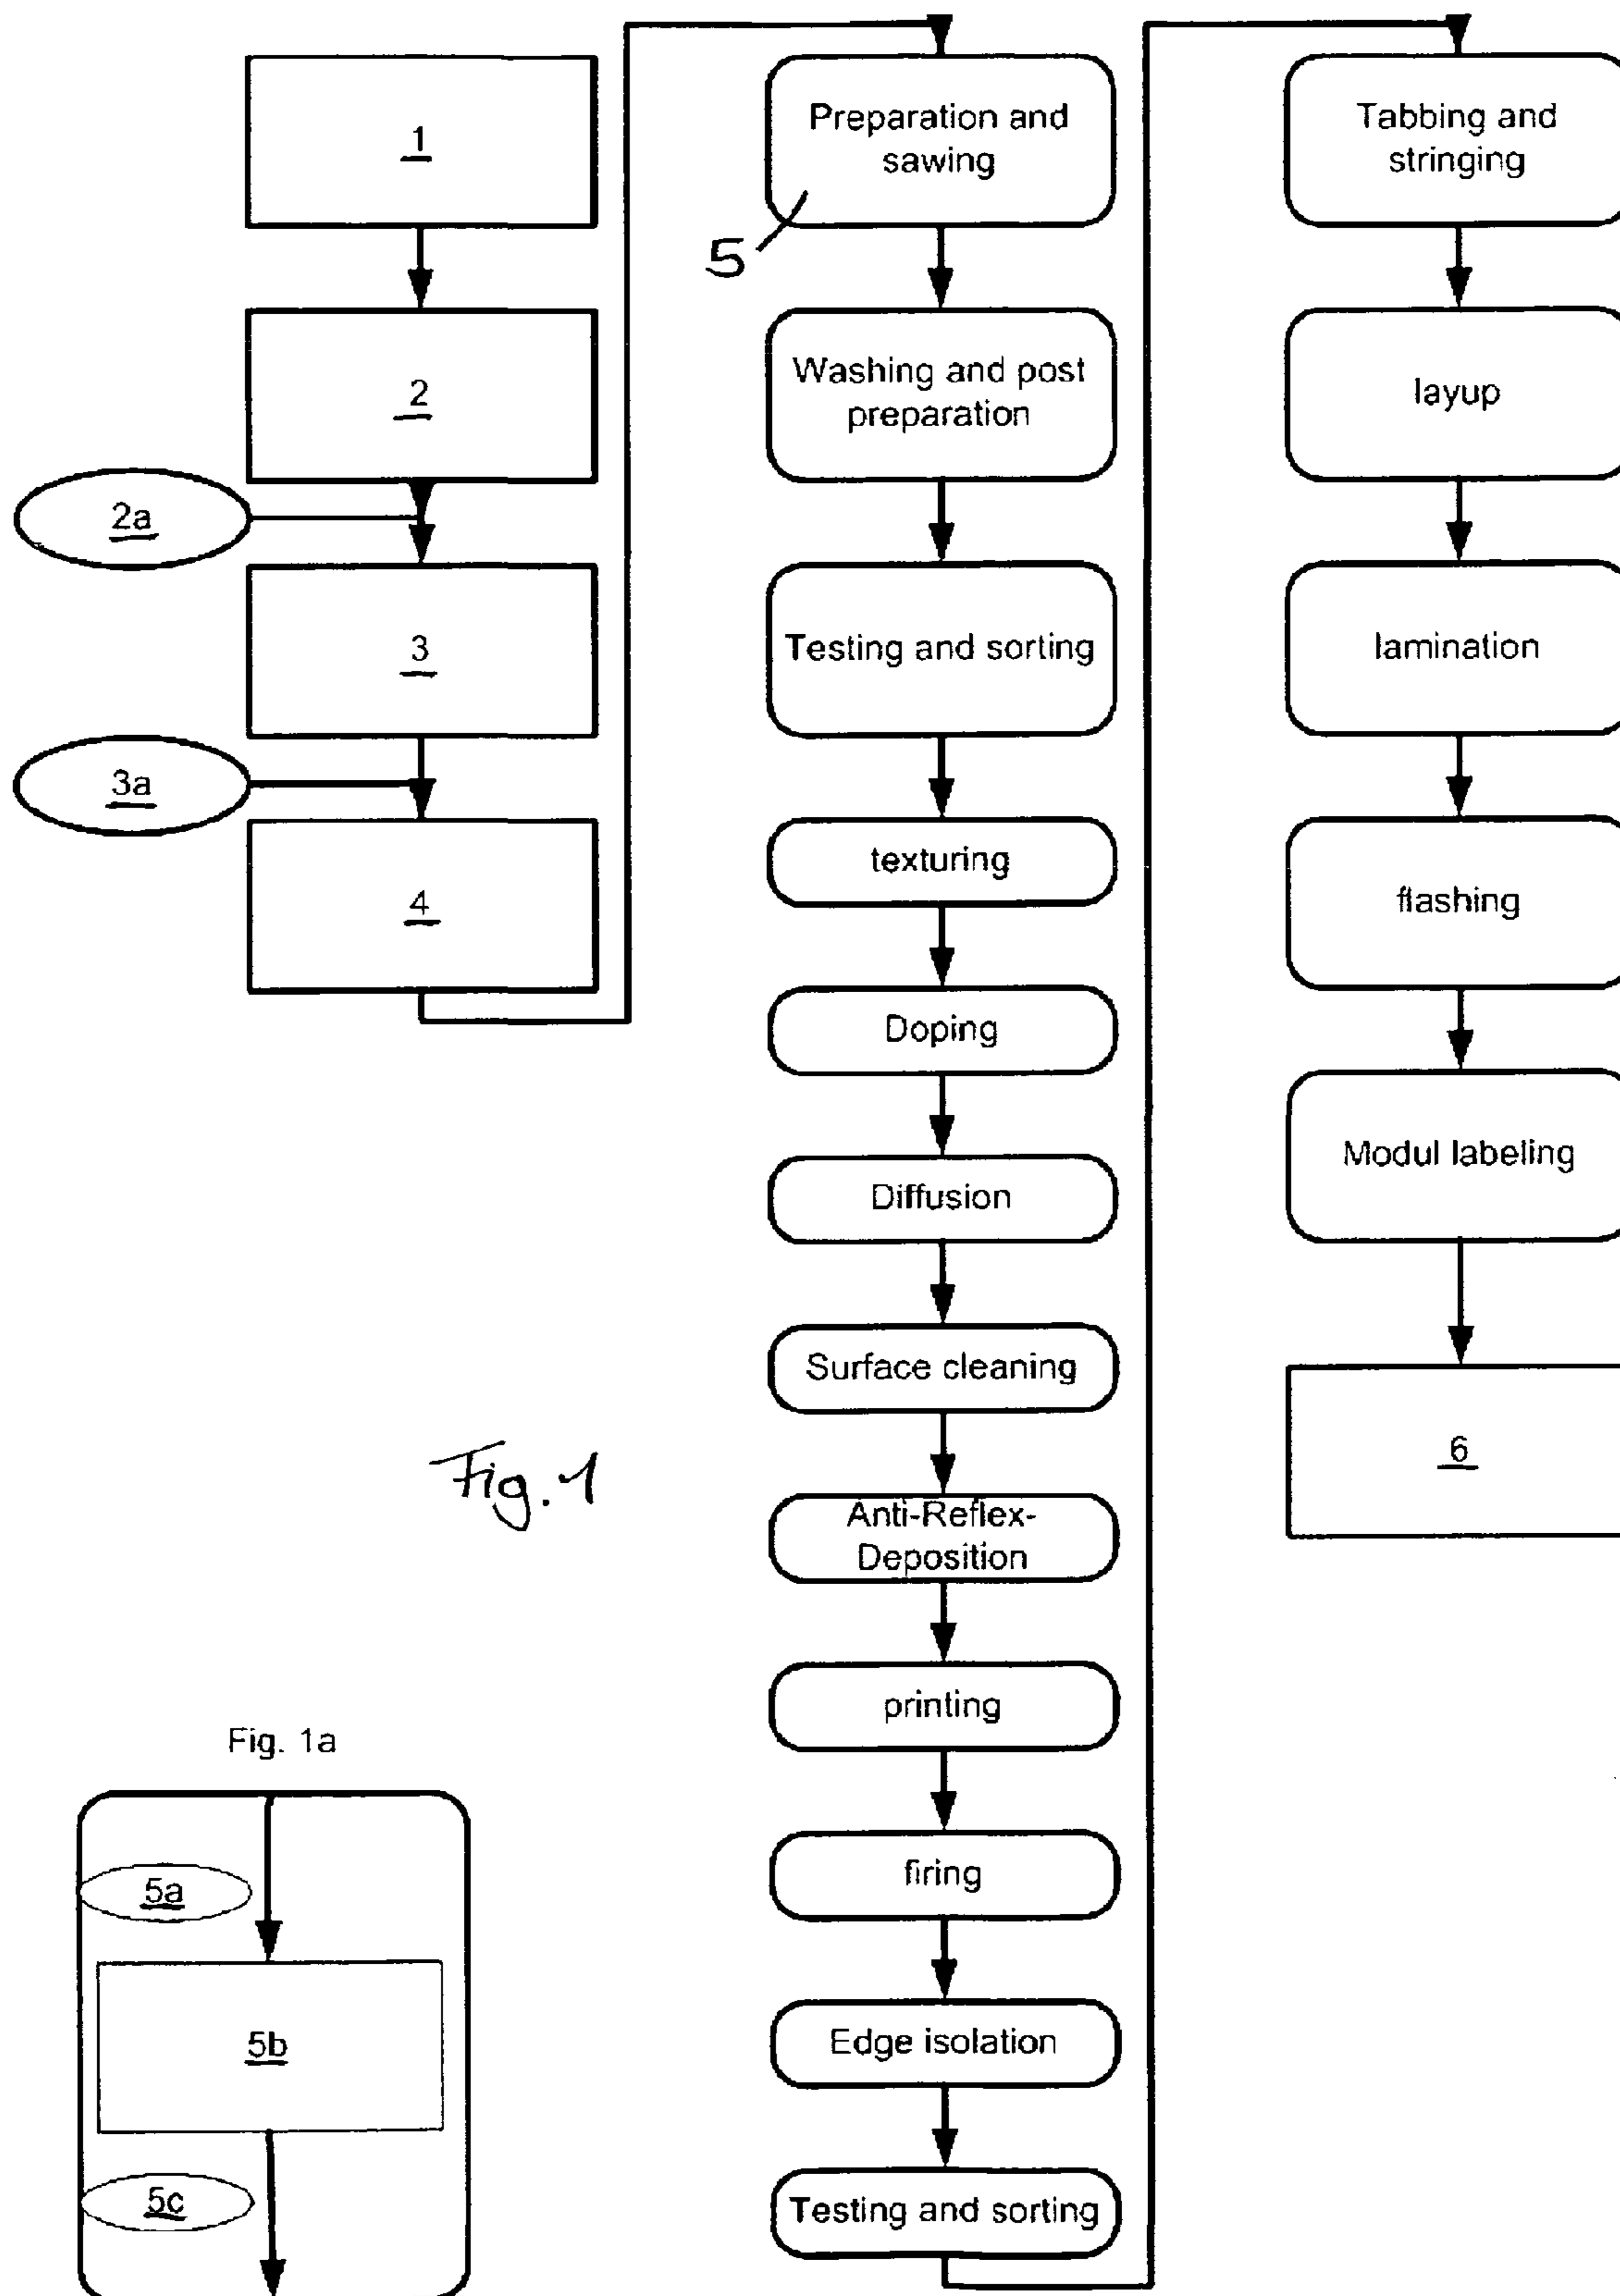 1
2
2a
3
3a
4
Preparation and
sawing
5
Washing and post
preparation
Testing and sorting
texturing
Doping
Diffusion
Surface cleaning
Anti-Reflex-
Deposition
printing
firing
Edge isolation
Testing and sorting
Tabbing and
stringing
layup
lamination
flashing
Modul labeling
6
Fig. 1
Fig. 1a
5a
5b
5c